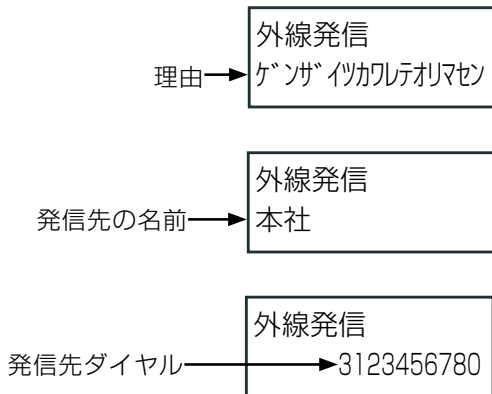 外線発信
理由
ｹﾞﾝｻﾞｲﾂｶﾜﾚﾃｵﾘﾏｾﾝ
外線発信
発信先の名前
本社
外線発信
発信先ダイヤル
3123456780